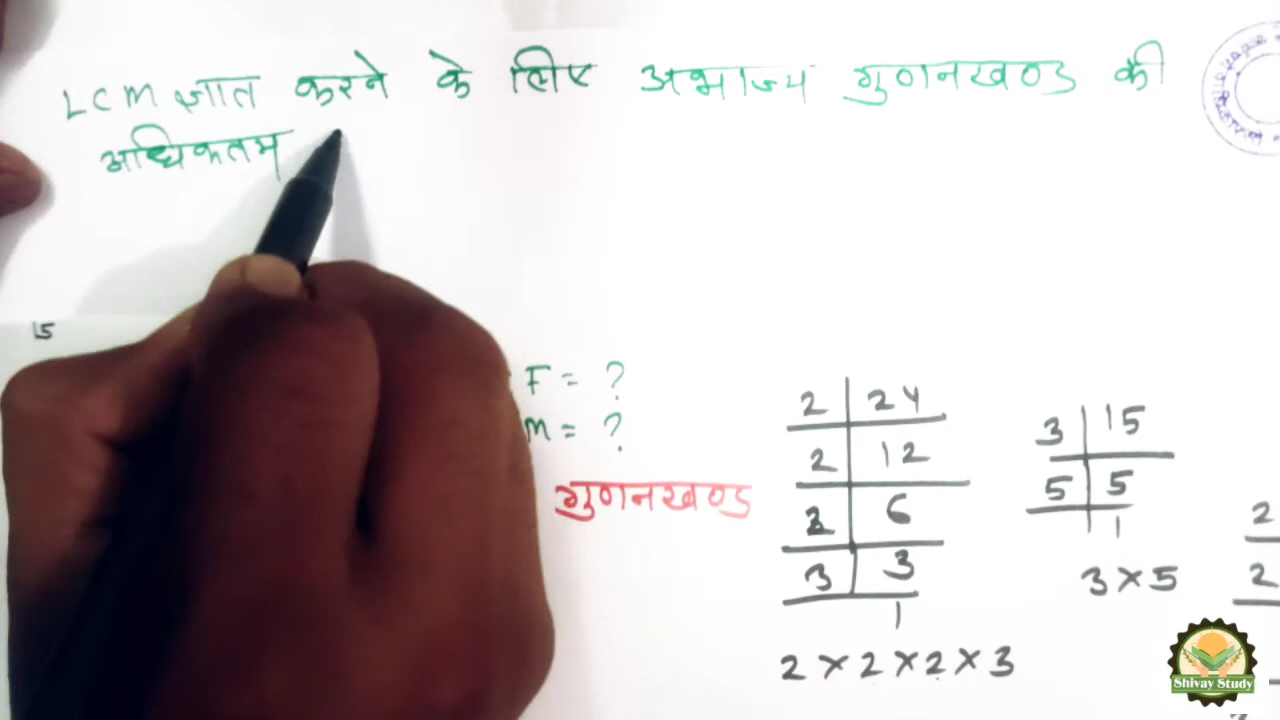 LCM ज्ञात करने के लिए अभाज्य गुणनखण्ड की
अधिकतम
15
F = ?
M = ?
गुणनखण्ड
2 24
2 12
2 6
3 3
1
2 × 2 × 2 × 3
3 15
5 5
1
3 × 5
2
2
Shivay Study